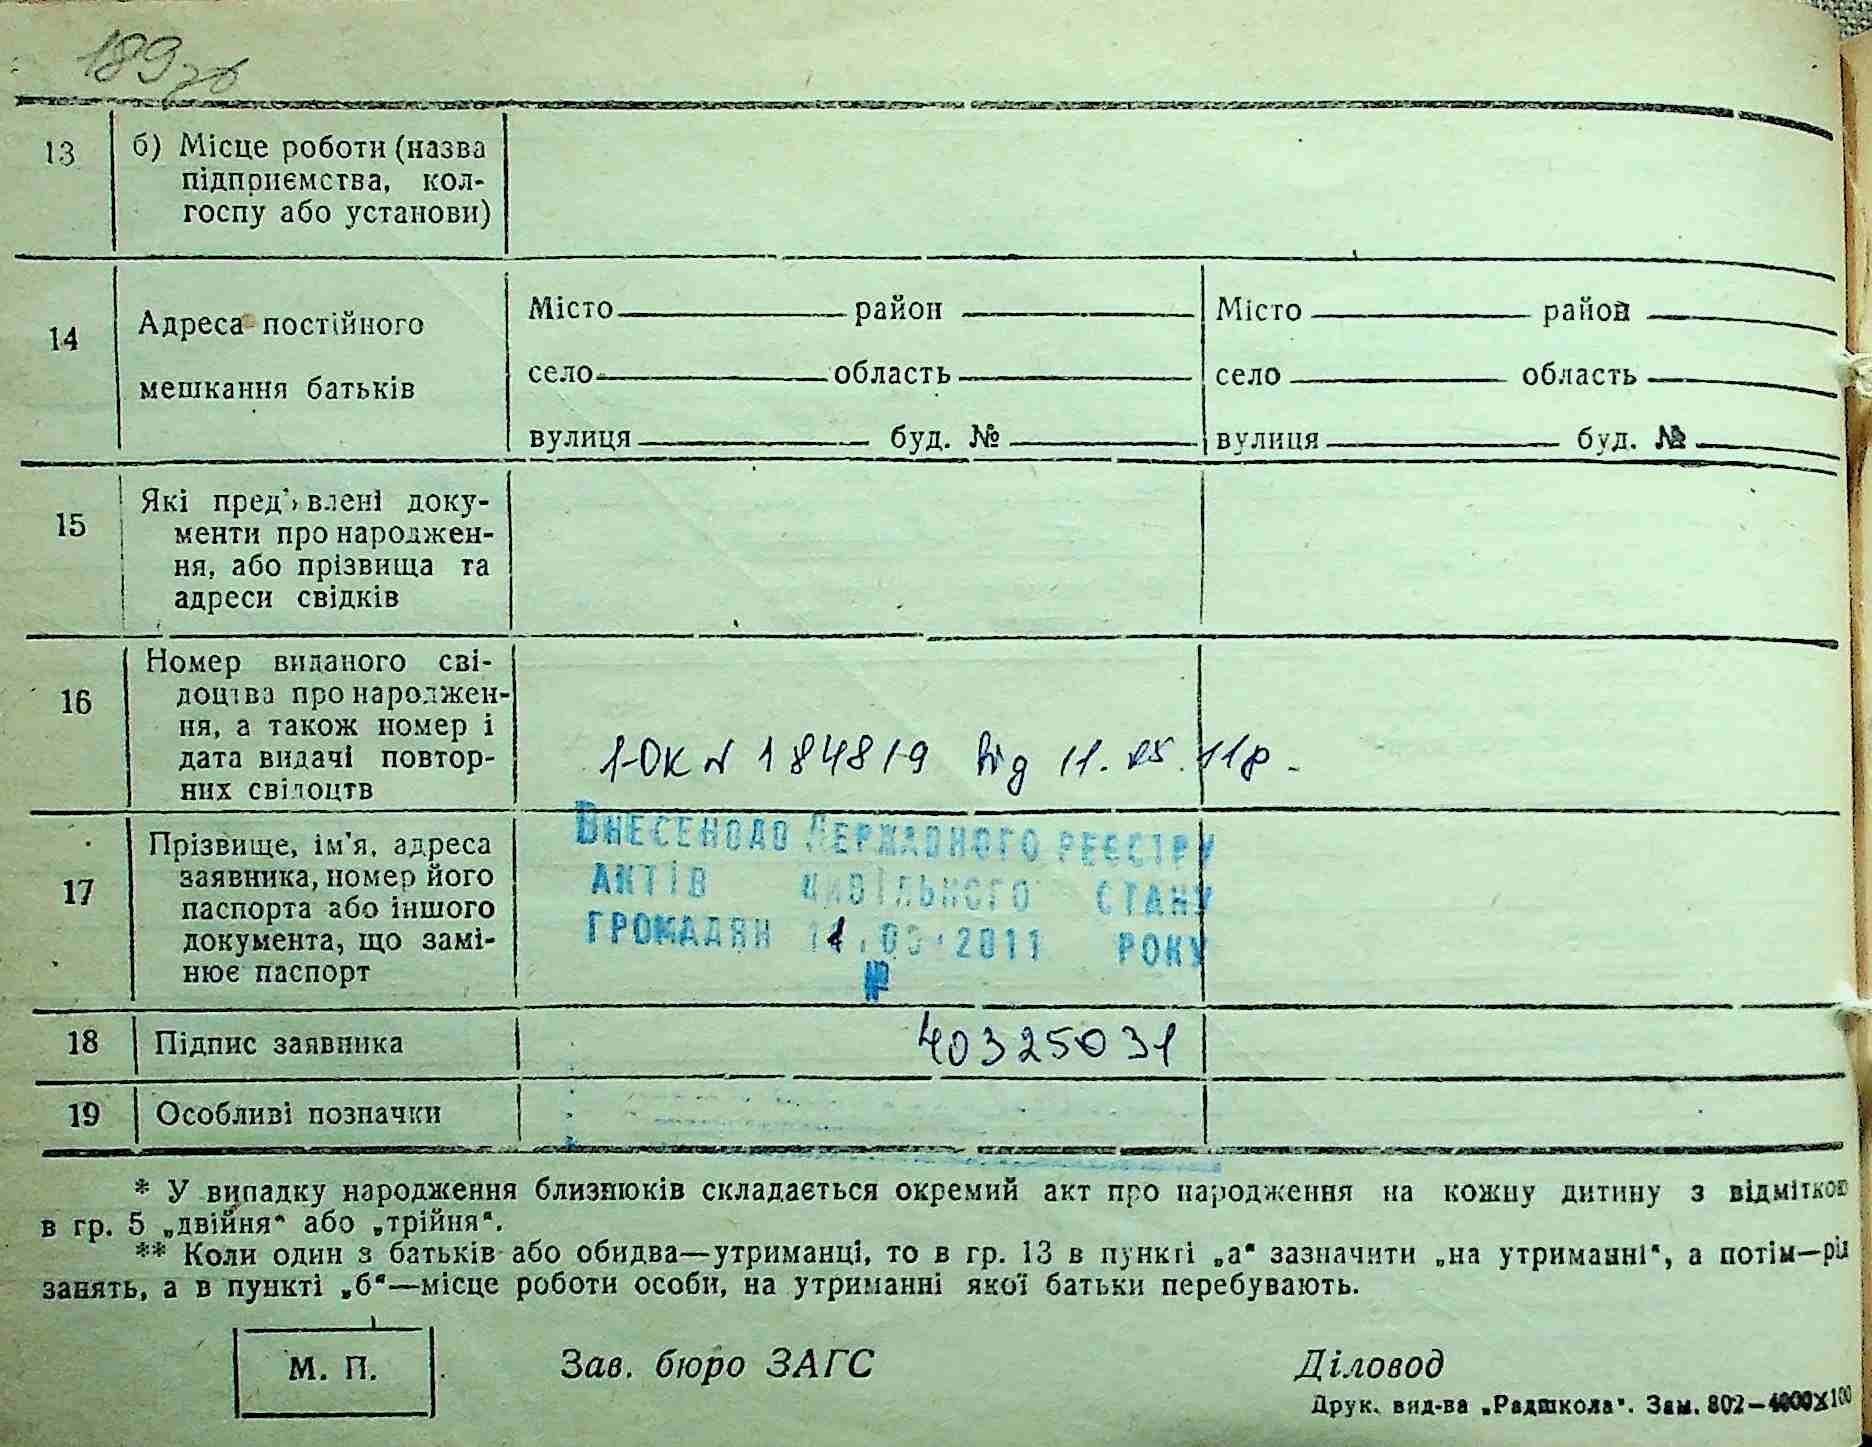 189 зв
13 б) Місце роботи (назва
підприємства, кол-
госпу або установи)
14 Адреса постійного
мешкання батьків
Місто район Місто район
село область село область
вулиця буд. № вулиця буд. №
15 Які пред'явлені доку-
менти про народжен-
ня, або прізвища та
адреси свідків
16 Номер виданого сві-
доцтва про народжен-
ня, а також номер і
дата видачі повтор-
них свідоцтв
1-ОК № 184819 від 11.05.11р.
17 Прізвище, ім'я, адреса
заявника, номер його
паспорта або іншого
документа, що замі-
нює паспорт
Внесено до Державного реєстру
актів цивільного стану
громадян 11.05.2011 року
№
18 Підпис заявника 40325031
19 Особливі позначки
* У випадку народження близнюків складається окремий акт про народження на кожну дитину з відміткою
в гр. 5 „двійня“ або „трійня“.
** Коли один з батьків або обидва—утриманці, то в гр. 13 в пункті „а“ зазначити „на утриманні“, а потім—рід
занять, а в пункті „б“—місце роботи особи, на утриманні якої батьки перебувають.
М. П. Зав. бюро ЗАГС Діловод
Друк. вид-ва „Радшкола“. Зам. 802—4000×100